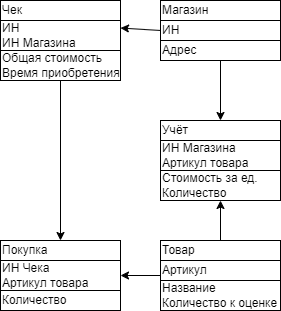 Чек
ИН
ИН Магазина
Общая стоимость
Время приобретения
Магазин
ИН
Адрес
Учёт
ИН Магазина
Артикул товара
Стоимость за ед.
Количество
Покупка
ИН Чека
Артикул товара
Количество
Товар
Артикул
Название
Количество к оценке